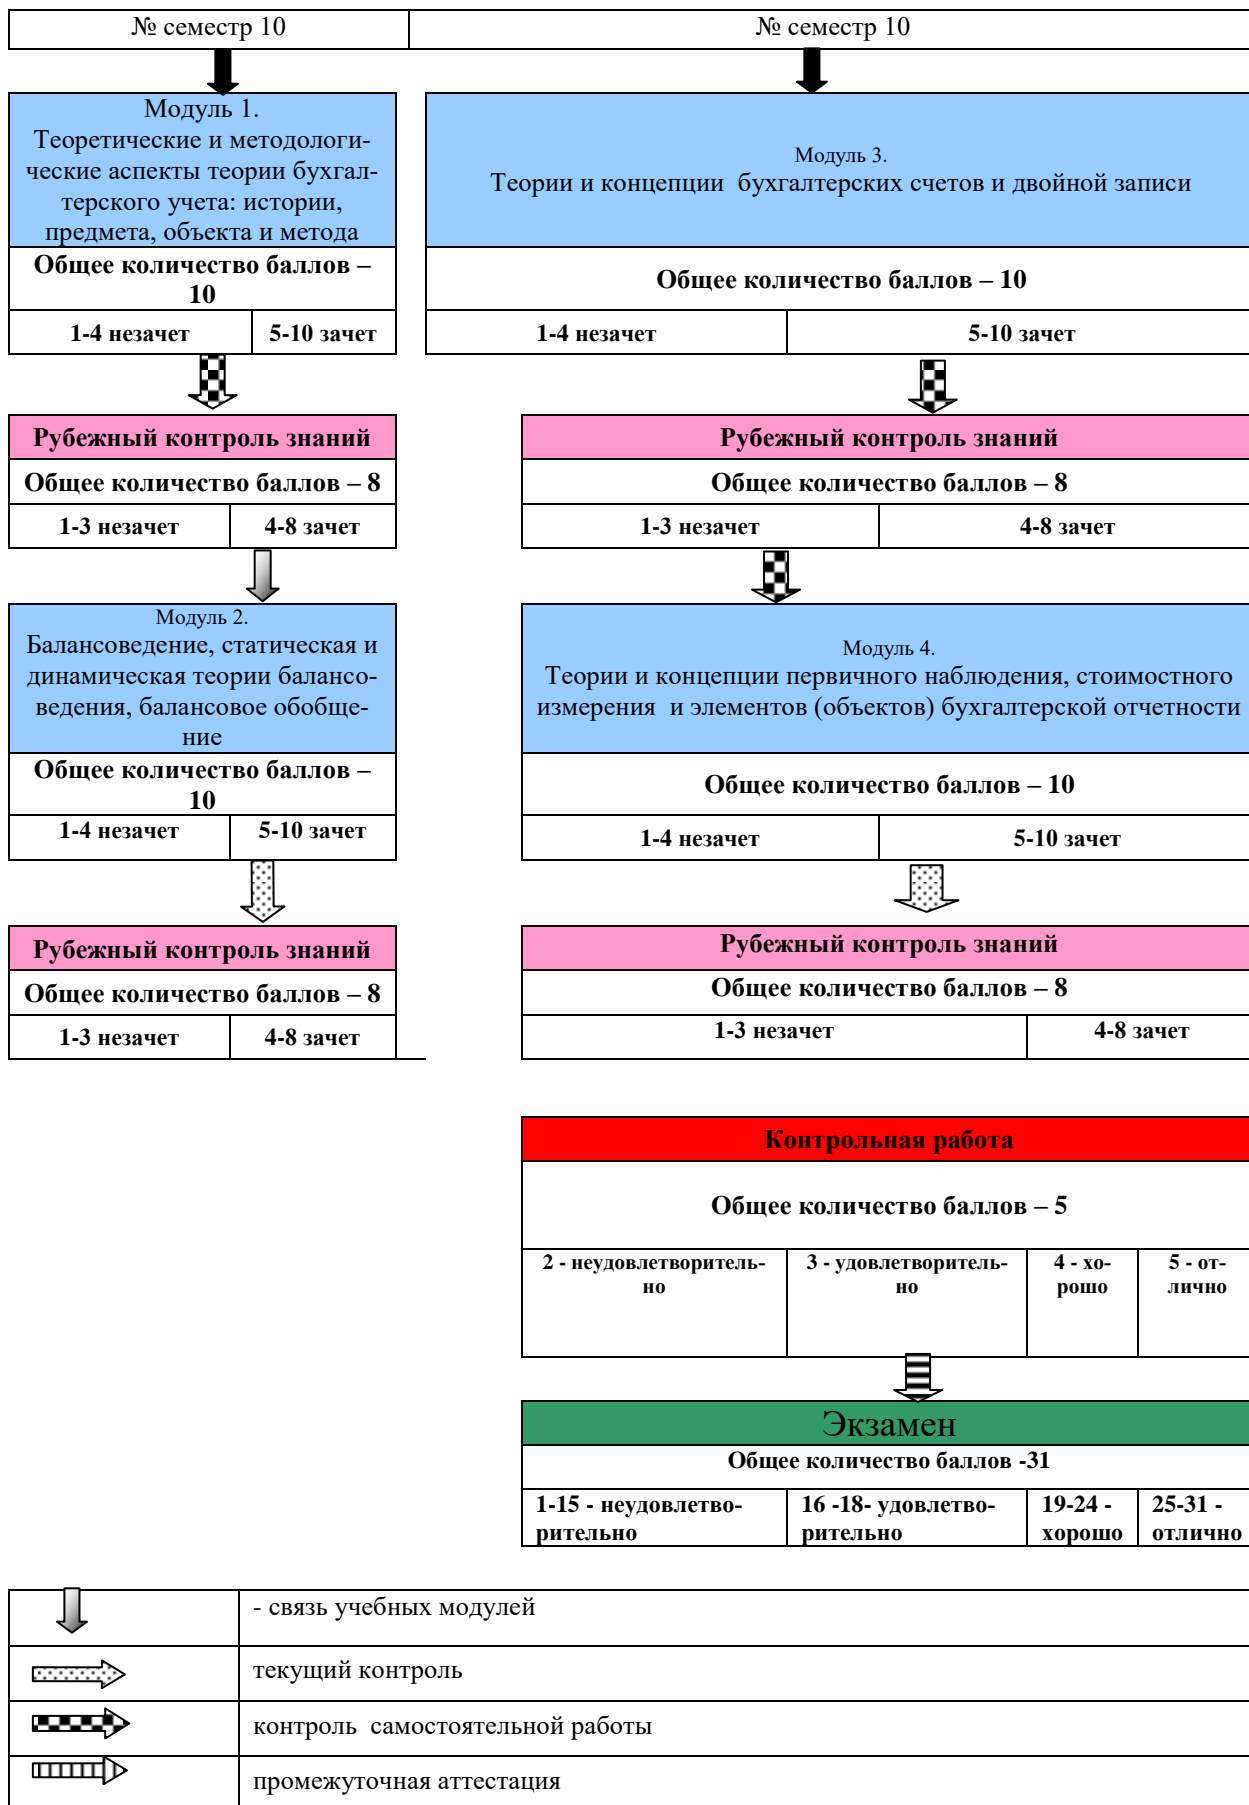 № семестр 10
№ семестр 10
Модуль 1.
Теоретические и методологи-
ческие аспекты теории бухгал-
терского учета: истории,
предмета, объекта и метода
Общее количество баллов –
10
1-4 незачет
5-10 зачет
Модуль 3.
Теории и концепции бухгалтерских счетов и двойной записи
Общее количество баллов – 10
1-4 незачет
5-10 зачет
Рубежный контроль знаний
Общее количество баллов – 8
1-3 незачет
4-8 зачет
Рубежный контроль знаний
Общее количество баллов – 8
1-3 незачет
4-8 зачет
Модуль 2.
Балансоведение, статическая и
динамическая теории балансо-
ведения, балансовое обобще-
ние
Общее количество баллов –
10
1-4 незачет
5-10 зачет
Модуль 4.
Теории и концепции первичного наблюдения, стоимостного
измерения и элементов (объектов) бухгалтерской отчетности
Общее количество баллов – 10
1-4 незачет
5-10 зачет
Рубежный контроль знаний
Общее количество баллов – 8
1-3 незачет
4-8 зачет
Рубежный контроль знаний
Общее количество баллов – 8
1-3 незачет
4-8 зачет
Контрольная работа
Общее количество баллов – 5
2 - неудовлетворитель-
но
3 - удовлетворитель-
но
4 - хо-
рошо
5 - от-
лично
Экзамен
Общее количество баллов -31
1-15 - неудовлетво-
рительно
16 -18- удовлетво-
рительно
19-24 -
хорошо
25-31 -
отлично
- связь учебных модулей
текущий контроль
контроль самостоятельной работы
промежуточная аттестация